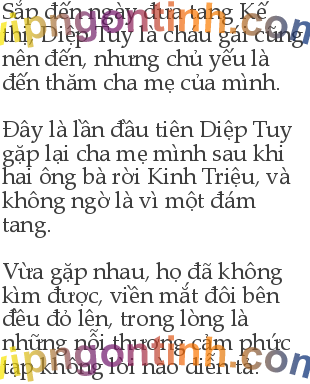 Sắp đến ngày đưa tang Kế
thị, Diệp Tuy là cháu gái cũng
nên đến, nhưng chủ yếu là
đến thăm cha mẹ của mình.
Đây là lần đầu tiên Diệp Tuy
gặp lại cha mẹ mình sau khi
hai ông bà rời Kinh Triệu, và
không ngờ là vì một đám
tang.
Vừa gặp nhau, họ đã không
kìm được, viền mắt đôi bên
đều đỏ lên, trong lòng là
những nỗi thương cảm phức
tạp không lời nào diễn tả.
vipngontinh.com
vipngontinh.com